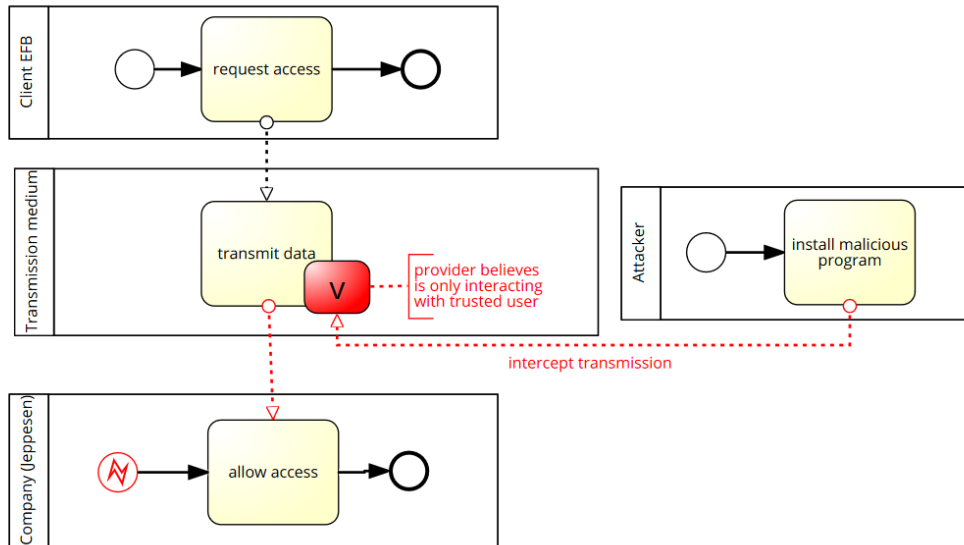 Client EFB
request access
Transmission medium
transmit data
V
provider believes
is only interacting
with trusted user
Attacker
install malicious
program
intercept transmission
Company (Jeppesen)
allow access